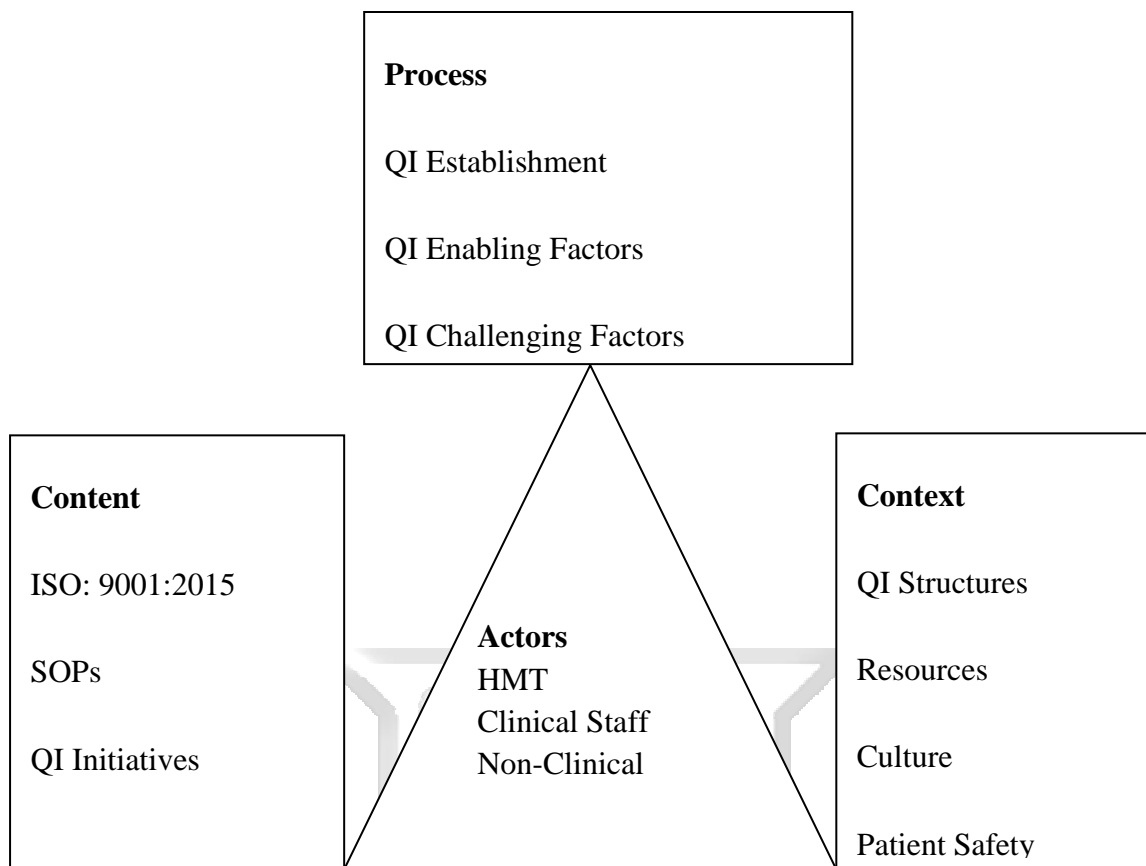 Process
QI Establishment
QI Enabling Factors
QI Challenging Factors
Content
ISO: 9001:2015
SOPs
QI Initiatives
Actors
HMT
Clinical Staff
Non-Clinical
Context
QI Structures
Resources
Culture
Patient Safety